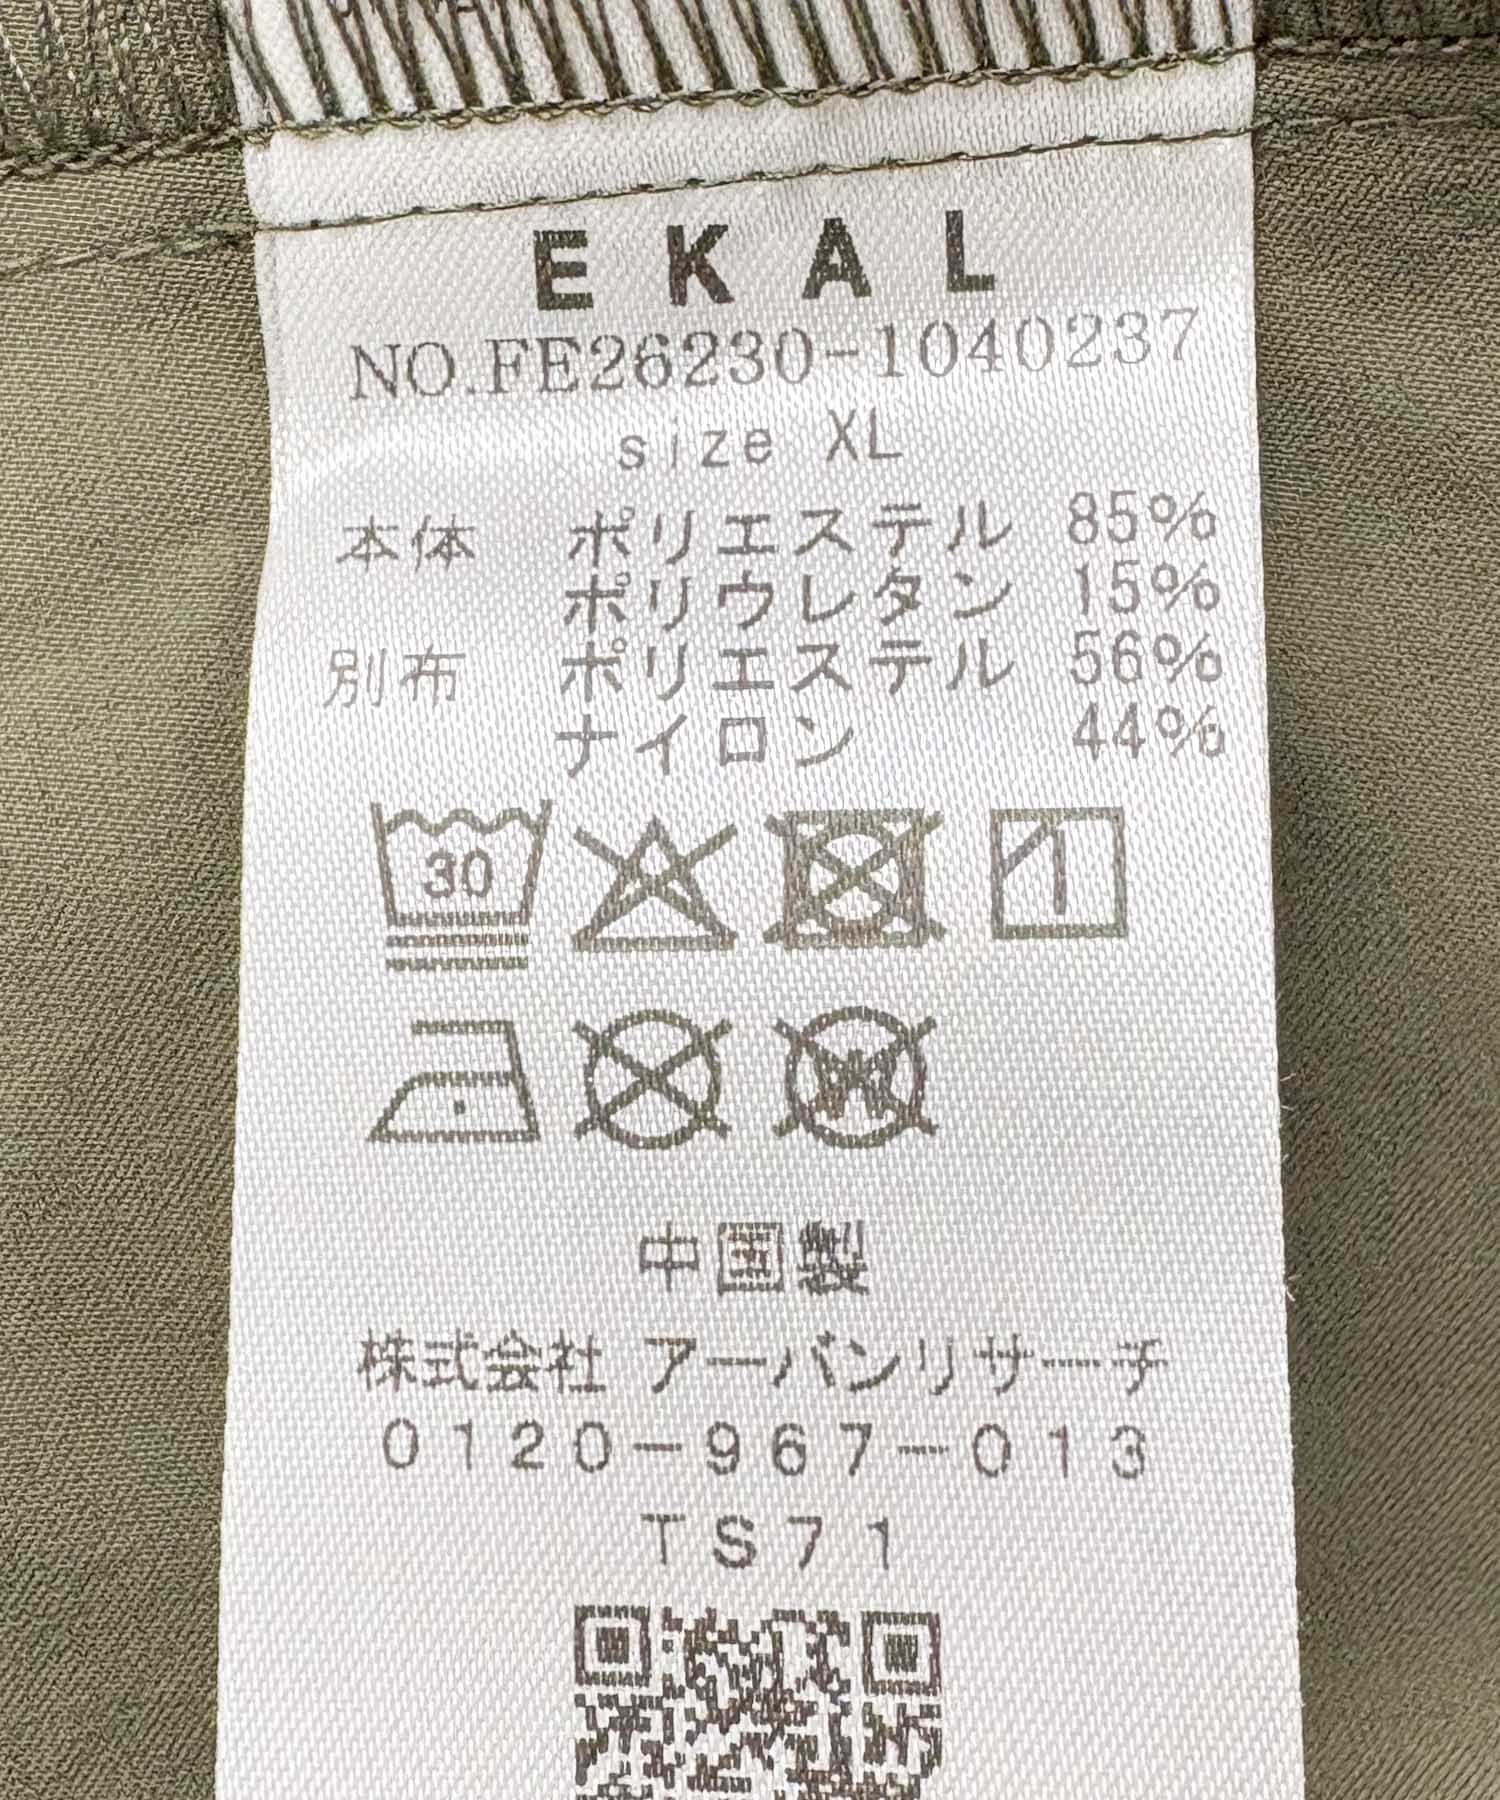 EKAL
NO.FE26230-1040237
size XL
本体 ポリエステル 85%
ポリウレタン 15%
別布 ポリエステル 56%
ナイロン 44%
30
中国製
株式会社 アーバンリサーチ
0120-967-013
TS71